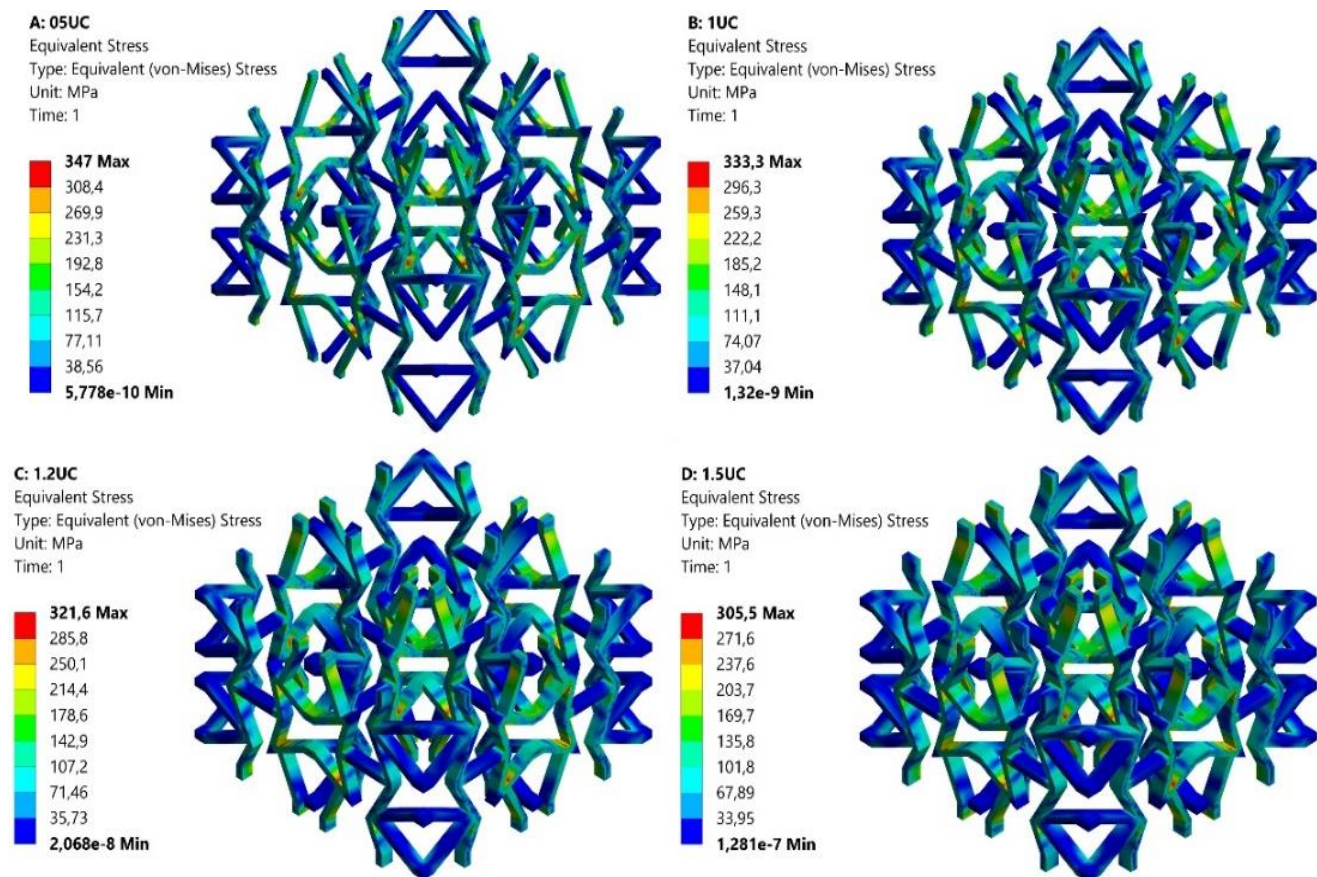 A: 05UC
Equivalent Stress
Type: Equivalent (von-Mises) Stress
Unit: MPa
Time: 1
347 Max
308,4
269,9
231,3
192,8
154,2
115,7
77,11
38,56
5,778e-10 Min
B: 1UC
Equivalent Stress
Type: Equivalent (von-Mises) Stress
Unit: MPa
Time: 1
333,3 Max
296,3
259,3
222,2
185,2
148,1
111,1
74,07
37,04
1,32e-9 Min
C: 1.2UC
Equivalent Stress
Type: Equivalent (von-Mises) Stress
Unit: MPa
Time: 1
321,6 Max
285,8
250,1
214,4
178,6
142,9
107,2
71,46
35,73
2,068e-8 Min
D: 1.5UC
Equivalent Stress
Type: Equivalent (von-Mises) Stress
Unit: MPa
Time: 1
305,5 Max
271,6
237,6
203,7
169,7
135,8
101,8
67,89
33,95
1,281e-7 Min